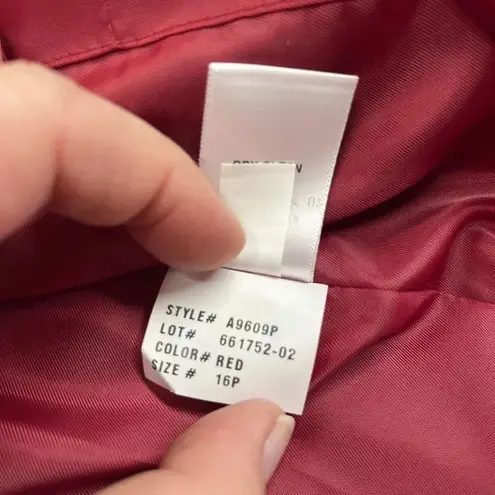 STYLE# A9609P
LOT# 661752-02
COLOR# RED
SIZE # 16P